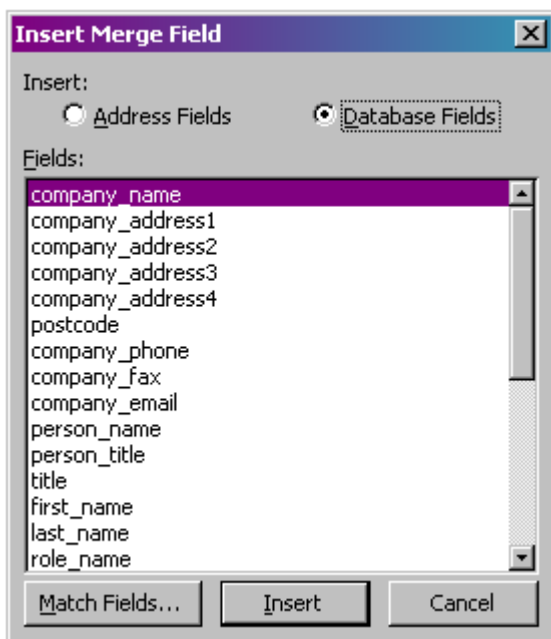 Insert Merge Field
Insert:
Address Fields Database Fields
Fields:
company_name
company_address1
company_address2
company_address3
company_address4
postcode
company_phone
company_fax
company_email
person_name
person_title
title
first_name
last_name
role_name
Match Fields... Insert Cancel